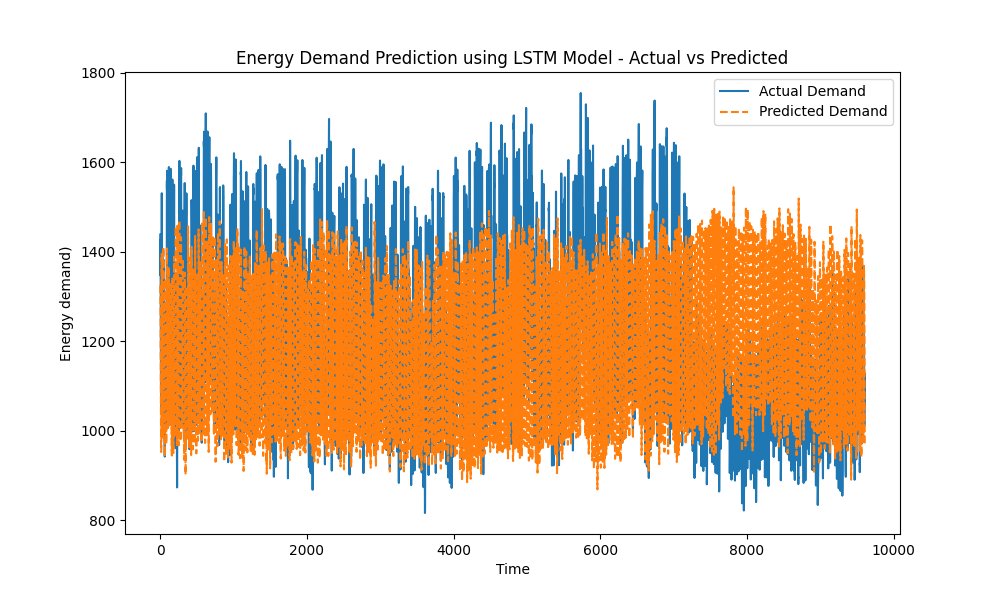 Energy Demand Prediction using LSTM Model - Actual vs Predicted
Actual Demand
Predicted Demand
Energy demand)
1800
1600
1400
1200
1000
800
0
2000
4000
6000
8000
10000
Time